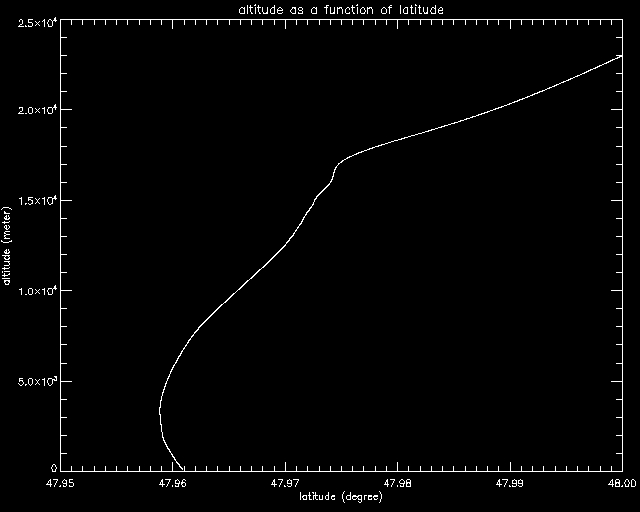 altitude as a function of latitude
2.5×10⁴
2.0×10⁴
1.5×10⁴
altitude (meter)
1.0×10⁴
5.0×10³
0
47.95 47.96 47.97 47.98 47.99 48.00
latitude (degree)